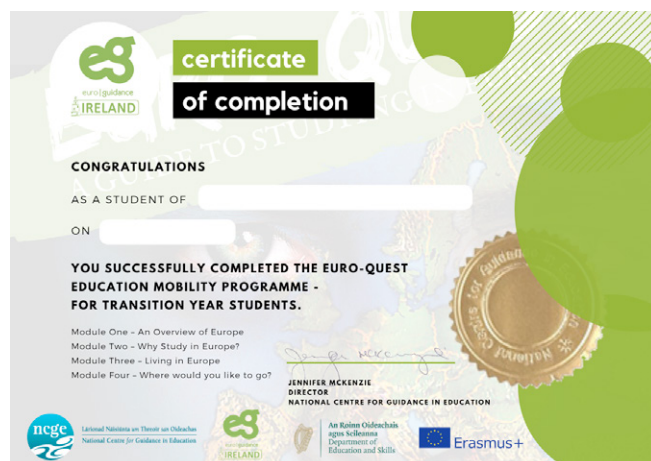 eg
euro|guidance
IRELAND
certificate
of completion
A GUIDE TO STUDYING
CONGRATULATIONS
AS A STUDENT OF
ON
YOU SUCCESSFULLY COMPLETED THE EURO-QUEST
EDUCATION MOBILITY PROGRAMME -
FOR TRANSITION YEAR STUDENTS.
Module One – An Overview of Europe
Module Two – Why Study in Europe?
Module Three – Living in Europe
Module Four – Where would you like to go?
JENNIFER MCKENZIE
DIRECTOR
NATIONAL CENTRE FOR GUIDANCE IN EDUCATION
National Centre for Guidance in
ncge
Lárionad Náisiúnta um Threoir san Oideachas
National Centre for Guidance in Education
eg
euro|guidance
IRELAND
An Roinn Oideachais
agus Scileanna
Department of
Education and Skills
Erasmus+